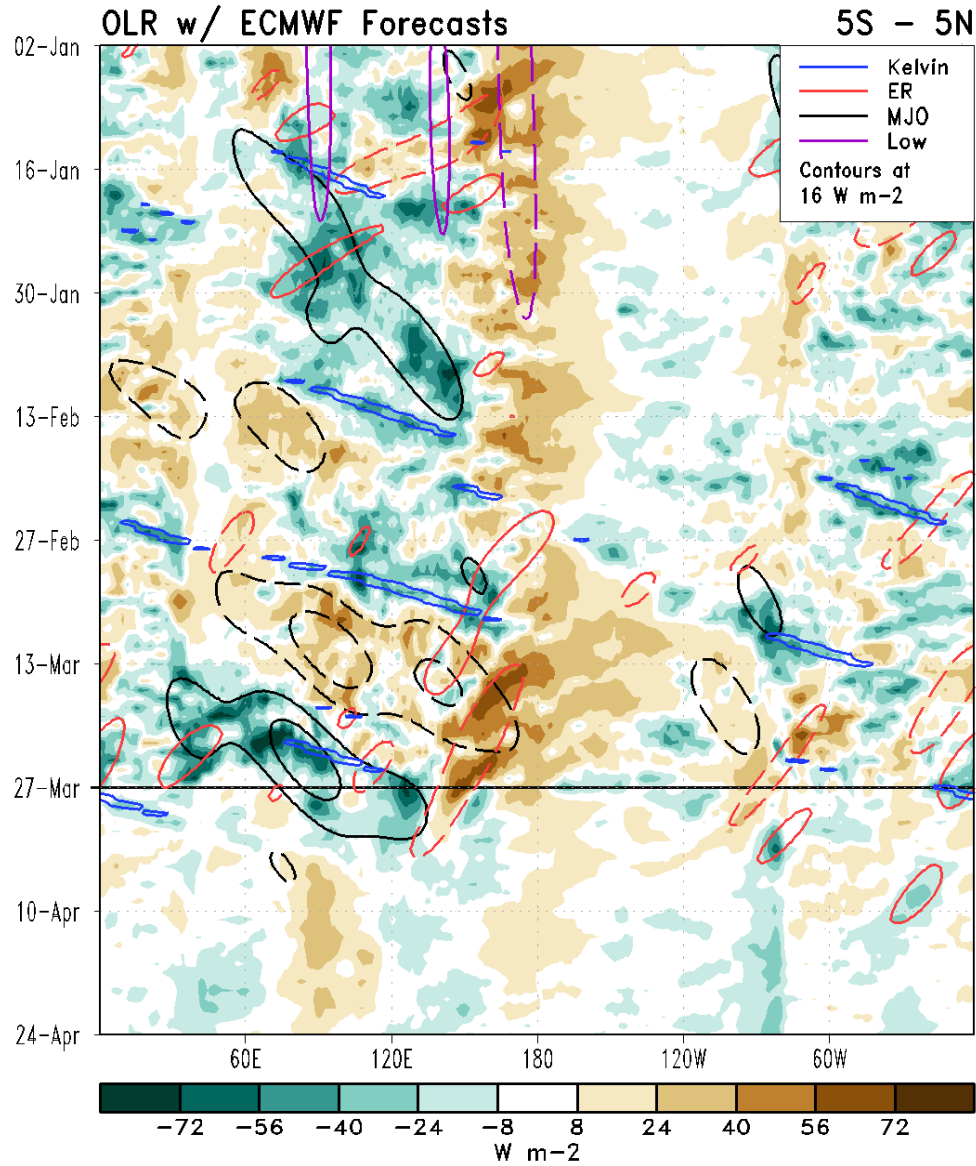 OLR w/ ECMWF Forecasts 5S - 5N
02-Jan
16-Jan
30-Jan
13-Feb
27-Feb
13-Mar
27-Mar
10-Apr
24-Apr
Kelvin
ER
MJO
Low
Contours at
16 W m-2
60E 120E 180 120W 60W
-72 -56 -40 -24 -8 8 24 40 56 72
W m-2